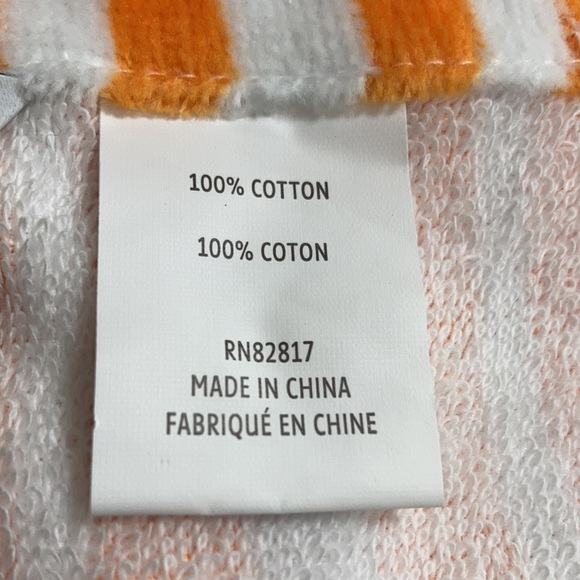 100% COTTON
100% COTON
RN82817
MADE IN CHINA
FABRIQUÉ EN CHINE